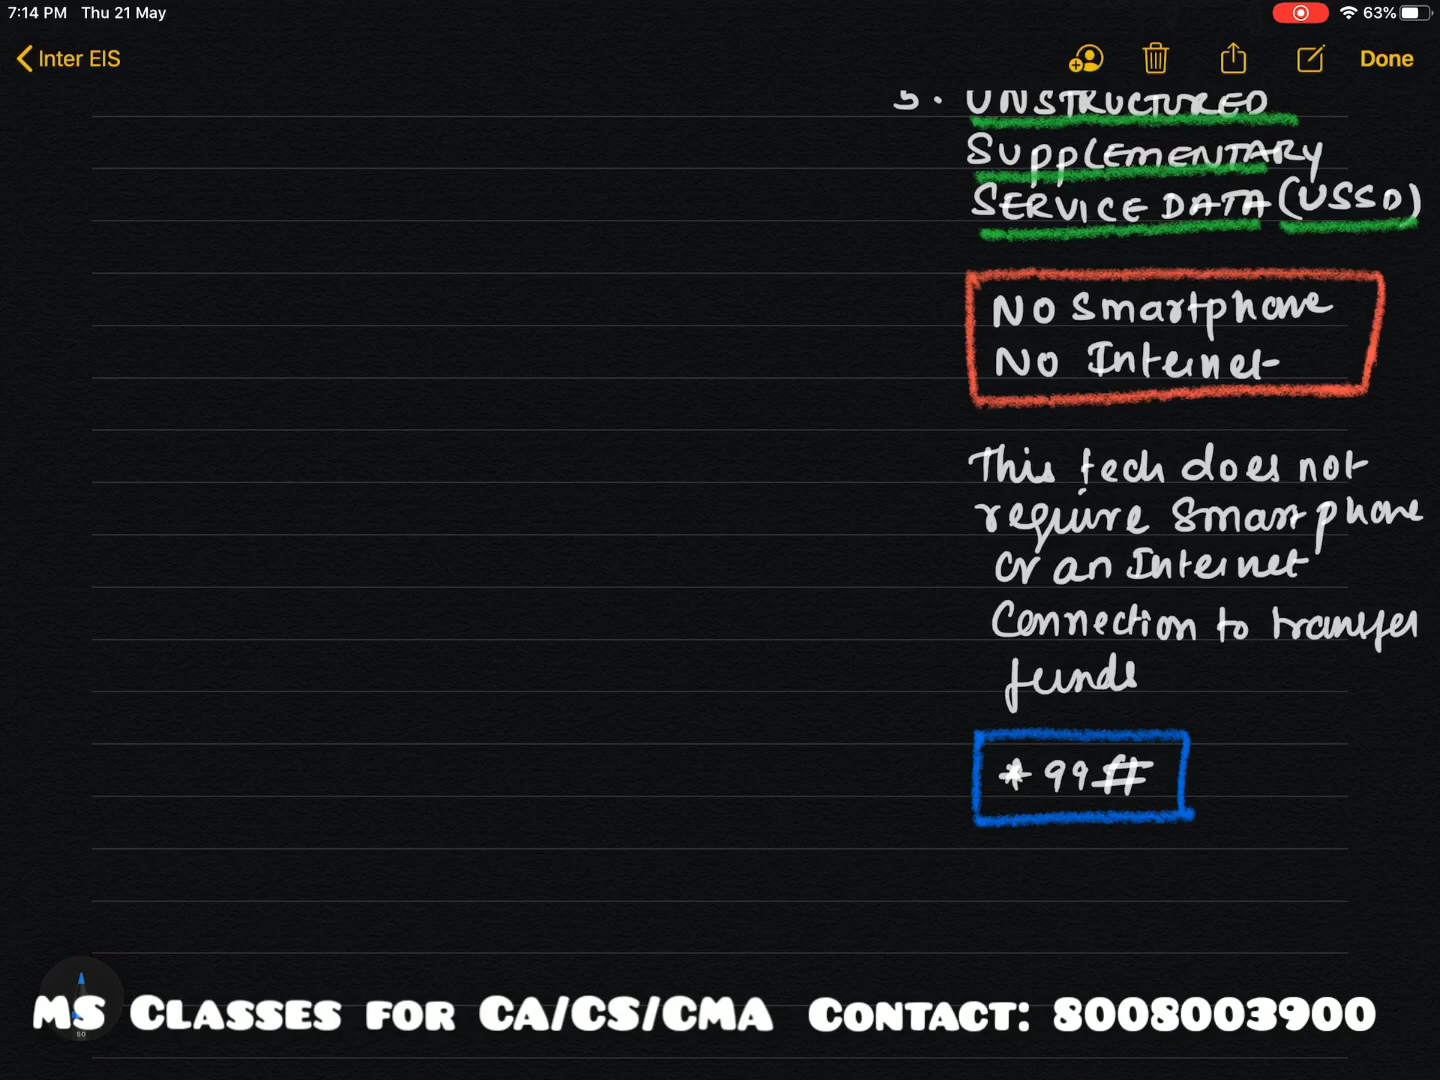 7:14 PM Thu 21 May
63%
Inter EIS
Done
UNSTRUCTURED
SUPPLEMENTARY
SERVICE DATA (USSD)
NO Smartphone
NO Internet
This tech does not
require Smartphone
or an Internet
Connection to transfer
funds
*99#
50
MS CLASSES FOR CA/CS/CMA CONTACT: 8008003900